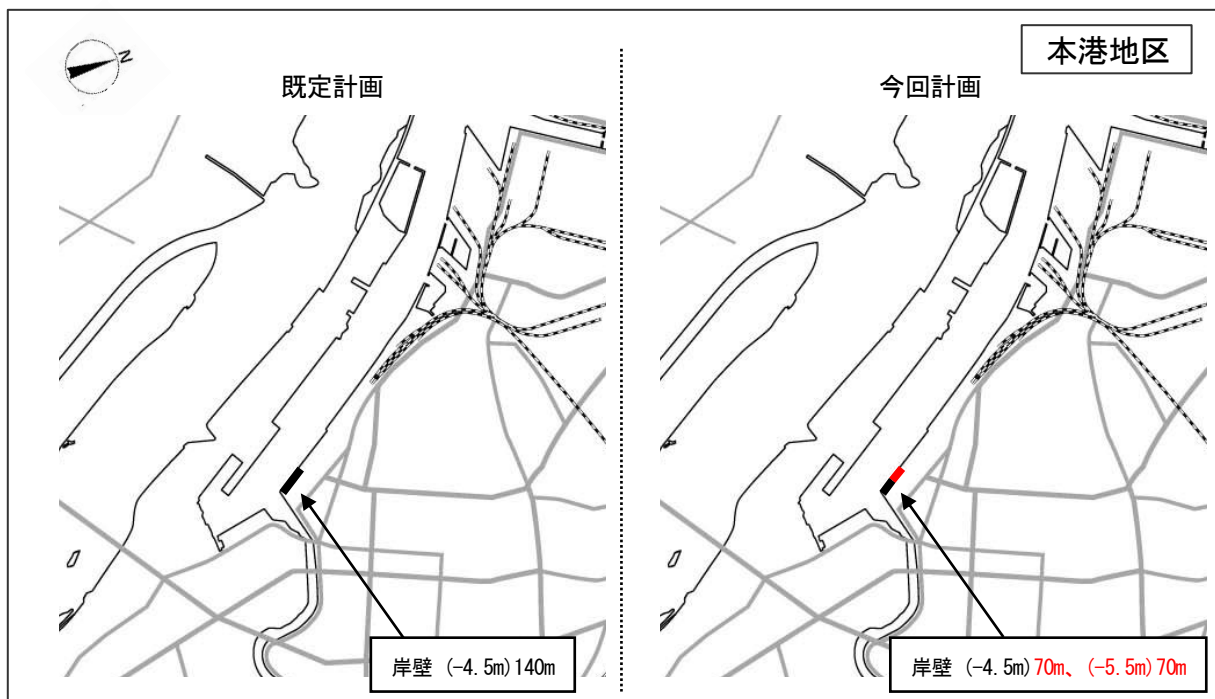 本港地区
N
既定計画
今回計画
岸壁 (-4.5m)140m
岸壁 (-4.5m)70m、(-5.5m)70m